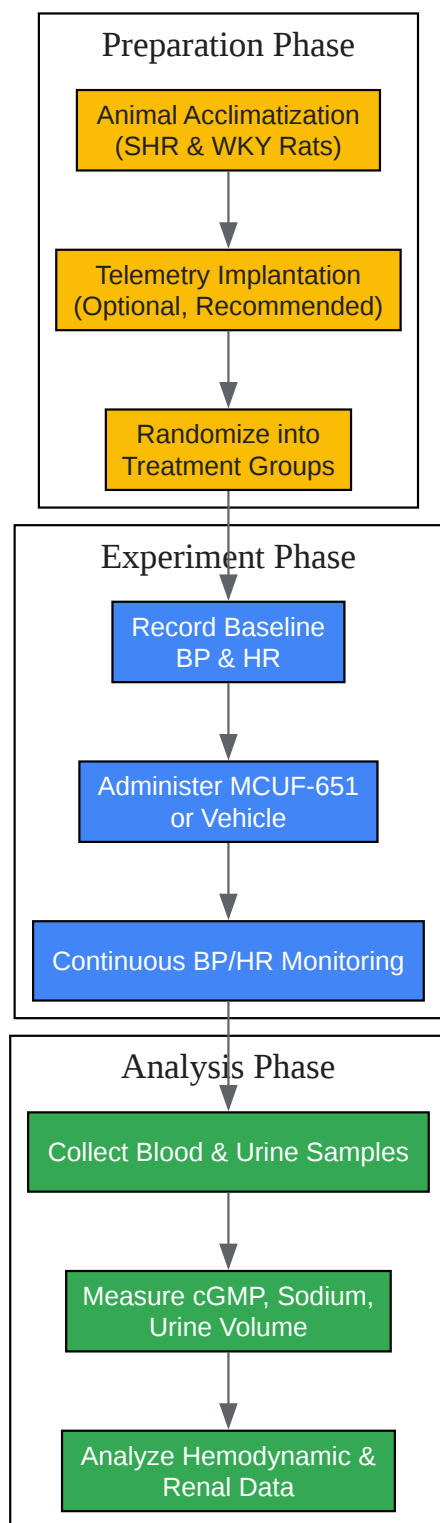 Preparation Phase
Animal Acclimatization
(SHR & WKY Rats)
Telemetry Implantation
(Optional, Recommended)
Randomize into
Treatment Groups
Experiment Phase
Record Baseline
BP & HR
Administer MCUF-651
or Vehicle
Continuous BP/HR Monitoring
Analysis Phase
Collect Blood & Urine Samples
Measure cGMP, Sodium,
Urine Volume
Analyze Hemodynamic &
Renal Data